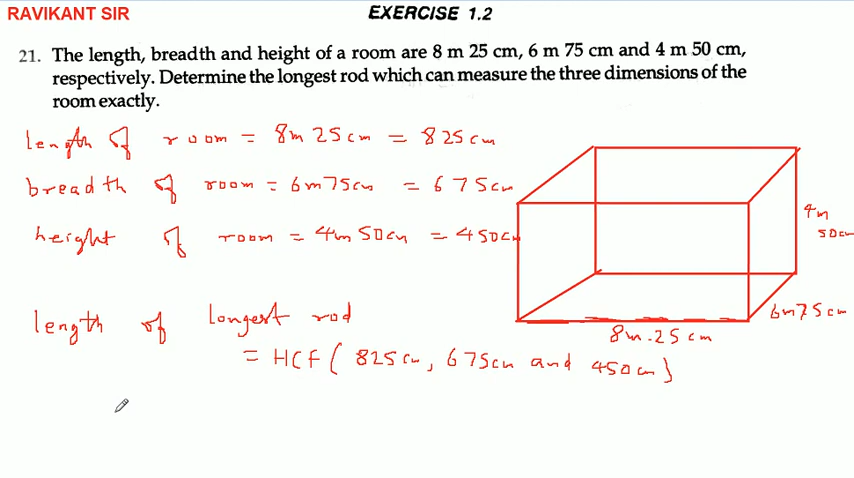 RAVIKANT SIR
EXERCISE 1.2
21. The length, breadth and height of a room are 8 m 25 cm, 6 m 75 cm and 4 m 50 cm,
respectively. Determine the longest rod which can measure the three dimensions of the
room exactly.
length of room = 8m 25cm = 825cm
breadth of room = 6m75cm = 675cm
height of room = 4m 50cm = 450cm
4m
50cm
6m75cm
8m.25cm
length of longest rod
= HCF ( 825cm, 675cm and 450cm )